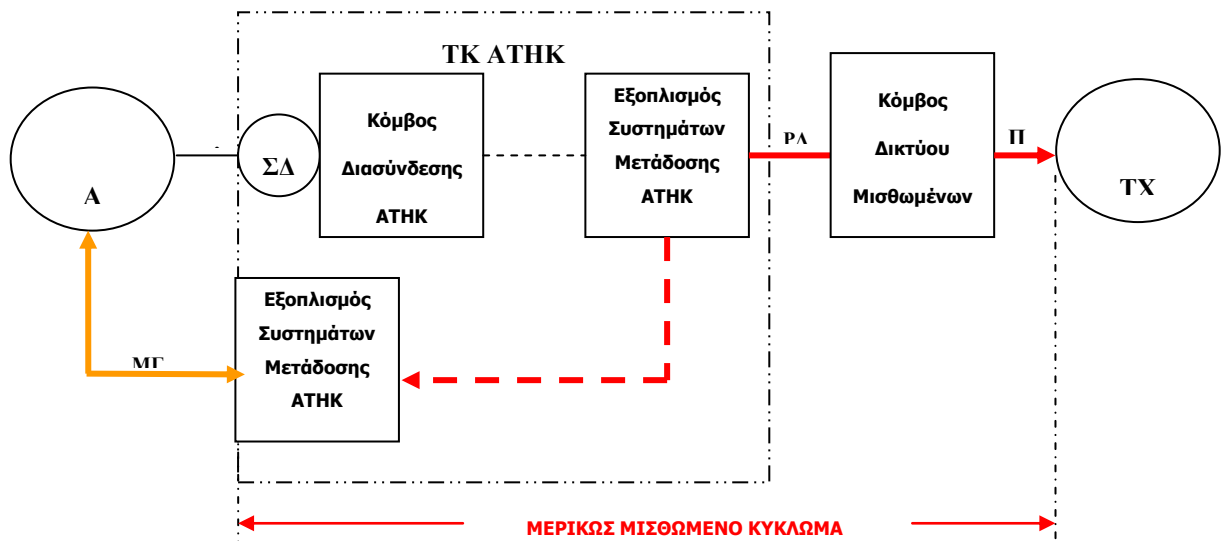 ΤΚ ΑΤΗΚ
Α
ΣΔ
Κόμβος
Διασύνδεσης
ΑΤΗΚ
Εξοπλισμός
Συστημάτων
Μετάδοσης
ΑΤΗΚ
Κόμβος
Δικτύου
Μισθωμένων
Π
ΤΧ
Εξοπλισμός
Συστημάτων
Μετάδοσης
ΑΤΗΚ
ΜΓ
ΜΕΡΙΚΩΣ ΜΙΣΘΩΜΕΝΟ ΚΥΚΛΩΜΑ